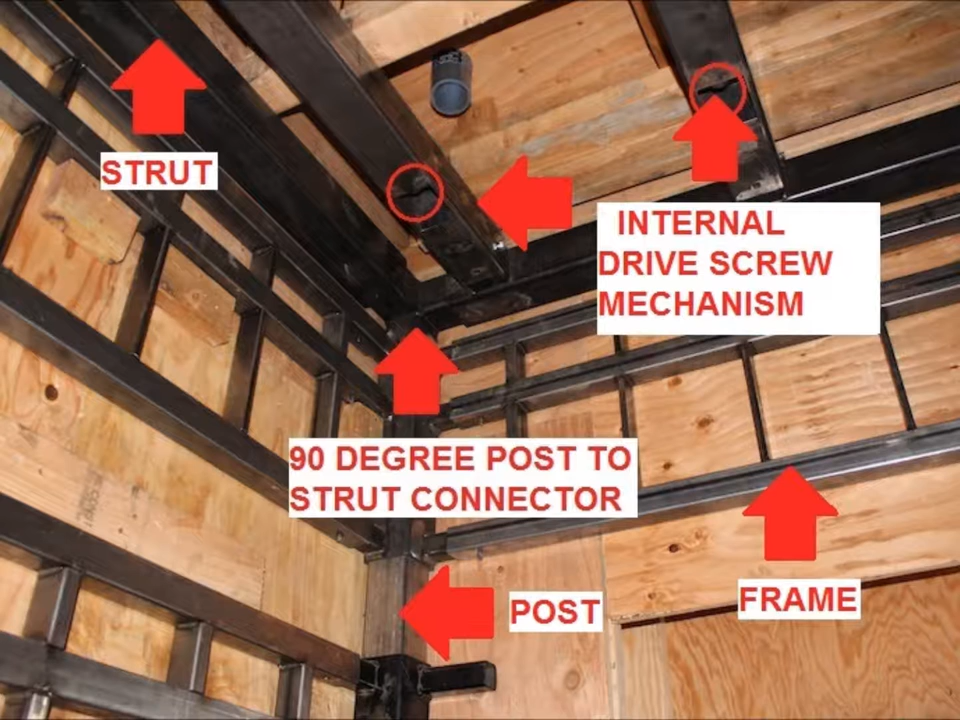 STRUT
INTERNAL
DRIVE SCREW
MECHANISM
90 DEGREE POST TO
STRUT CONNECTOR
FRAME
POST